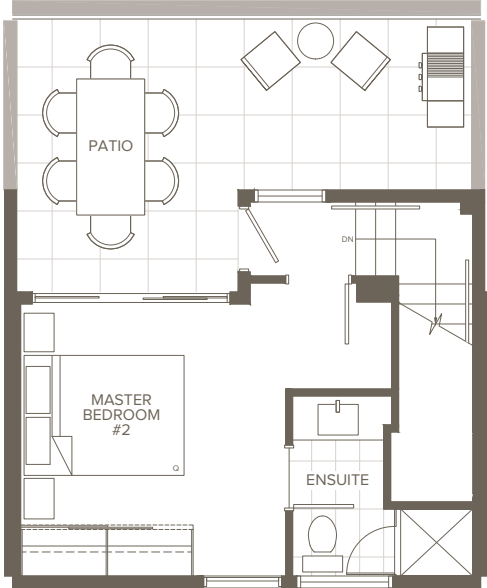 PATIO
DN
MASTER
BEDROOM
#2
Q
ENSUITE